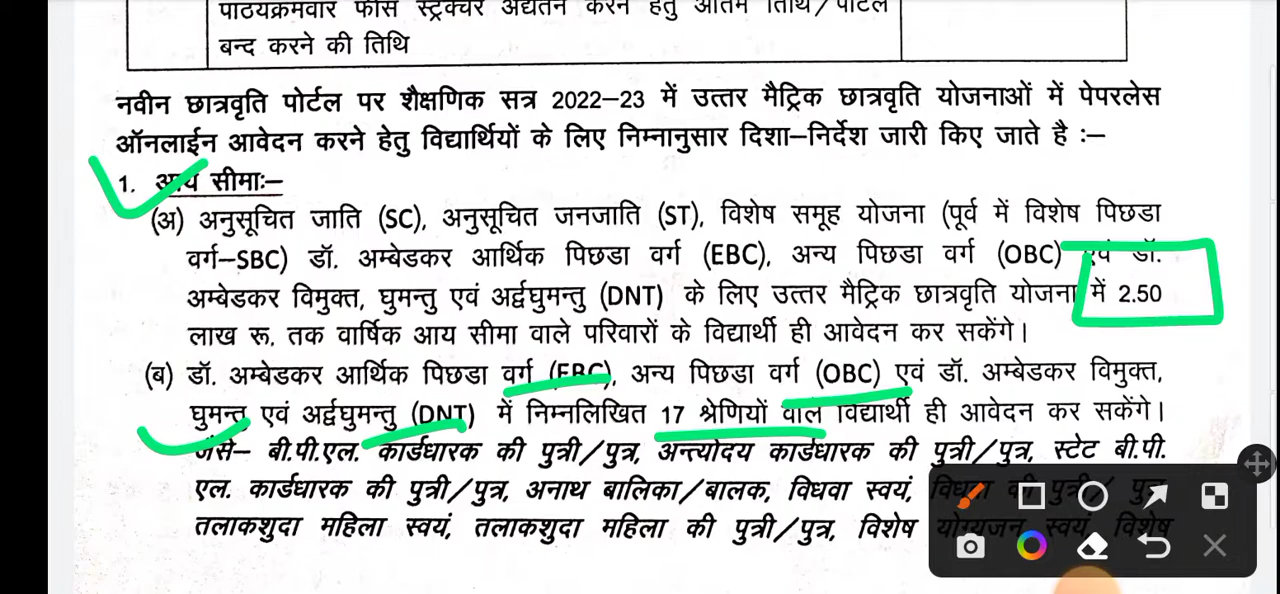 पाठयक्रमवार फीस स्ट्रक्चर अद्यतन करने हेतु अंतिम तिथि/पोर्टल
बन्द करने की तिथि
नवीन छात्रवृति पोर्टल पर शैक्षणिक सत्र 2022–23 में उत्तर मैट्रिक छात्रवृति योजनाओं में पेपरलेस
ऑनलाईन आवेदन करने हेतु विद्यार्थियों के लिए निम्नानुसार दिशा–निर्देश जारी किए जाते है :–
1. आय सीमाः–
(अ) अनुसूचित जाति (SC), अनुसूचित जनजाति (ST), विशेष समूह योजना (पूर्व में विशेष पिछडा
वर्ग–SBC) डॉ. अम्बेडकर आर्थिक पिछडा वर्ग (EBC), अन्य पिछडा वर्ग (OBC) एवं डॉ.
अम्बेडकर विमुक्त, घुमन्तु एवं अर्द्वघुमन्तु (DNT) के लिए उत्तर मैट्रिक छात्रवृति योजना में 2.50
लाख रू. तक वार्षिक आय सीमा वाले परिवारों के विद्यार्थी ही आवेदन कर सकेंगे।
(ब) डॉ. अम्बेडकर आर्थिक पिछडा वर्ग (EBC), अन्य पिछडा वर्ग (OBC) एवं डॉ. अम्बेडकर विमुक्त,
घुमन्तु एवं अर्द्वघुमन्तु (DNT) में निम्नलिखित 17 श्रेणियों वाले विद्यार्थी ही आवेदन कर सकेंगे।
जैसे– बी.पी.एल. कार्डधारक की पुत्री/पुत्र, अन्त्योदय कार्डधारक की पुत्री/पुत्र, स्टेट बी.पी.
एल. कार्डधारक की पुत्री/पुत्र, अनाथ बालिका/बालक, विधवा स्वयं, विधवा की पुत्री/ पुत्र
तलाकशुदा महिला स्वयं, तलाकशुदा महिला की पुत्री/पुत्र, विशेष योग्यजन स्वयं, विशेष